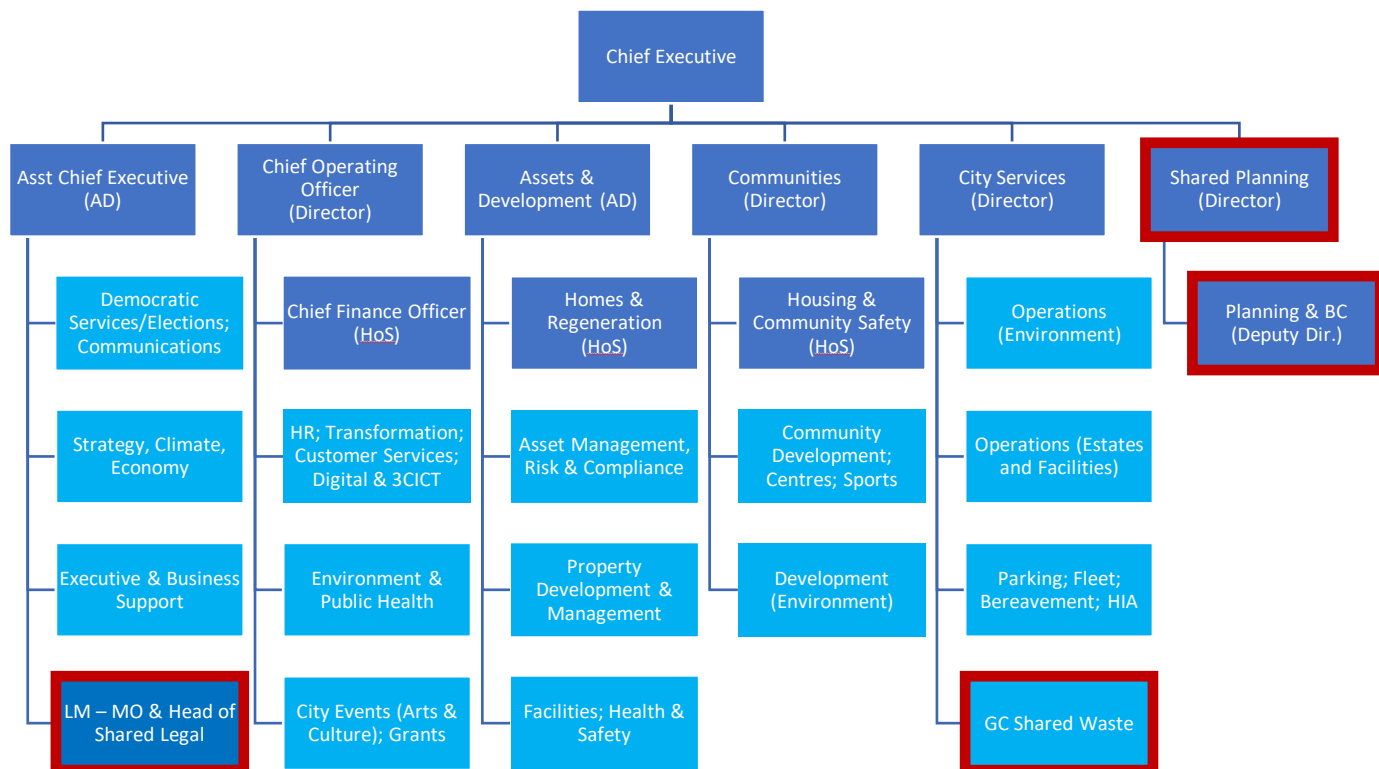 Chief Executive
Asst Chief Executive
(AD)
Chief Operating
Officer
(Director)
Assets &
Development (AD)
Communities
(Director)
City Services
(Director)
Shared Planning
(Director)
Democratic
Services/Elections;
Communications
Chief Finance Officer
(HoS)
Homes &
Regeneration
(HoS)
Housing &
Community Safety
(HoS)
Operations
(Environment)
Planning & BC
(Deputy Dir.)
Strategy, Climate,
Economy
HR; Transformation;
Customer Services;
Digital & 3CICT
Asset Management,
Risk & Compliance
Community
Development;
Centres; Sports
Operations (Estates
and Facilities)
Executive & Business
Support
Environment &
Public Health
Property
Development &
Management
Development
(Environment)
Parking; Fleet;
Bereavement; HIA
LM – MO & Head of
Shared Legal
City Events (Arts &
Culture); Grants
Facilities; Health &
Safety
GC Shared Waste